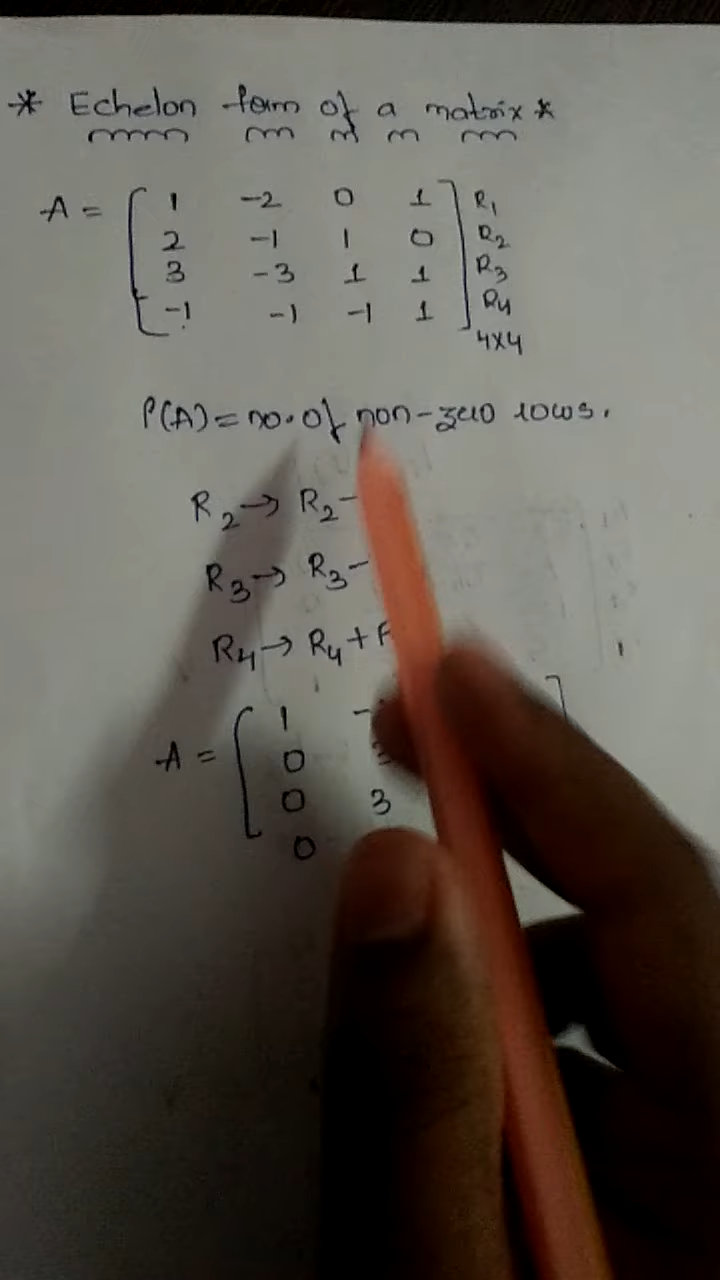 * Echelon form of a matrix *
A = [ 1 -2 0 1 ] R1
2 -1 1 0 R2
3 -3 1 1 R3
-1 -1 -1 1 R4
4x4
ρ(A) = no. of non-zero rows.
R2 → R2 -
R3 → R3 -
R4 → R4 +
A = [ 1 - ]
0
0 3
0